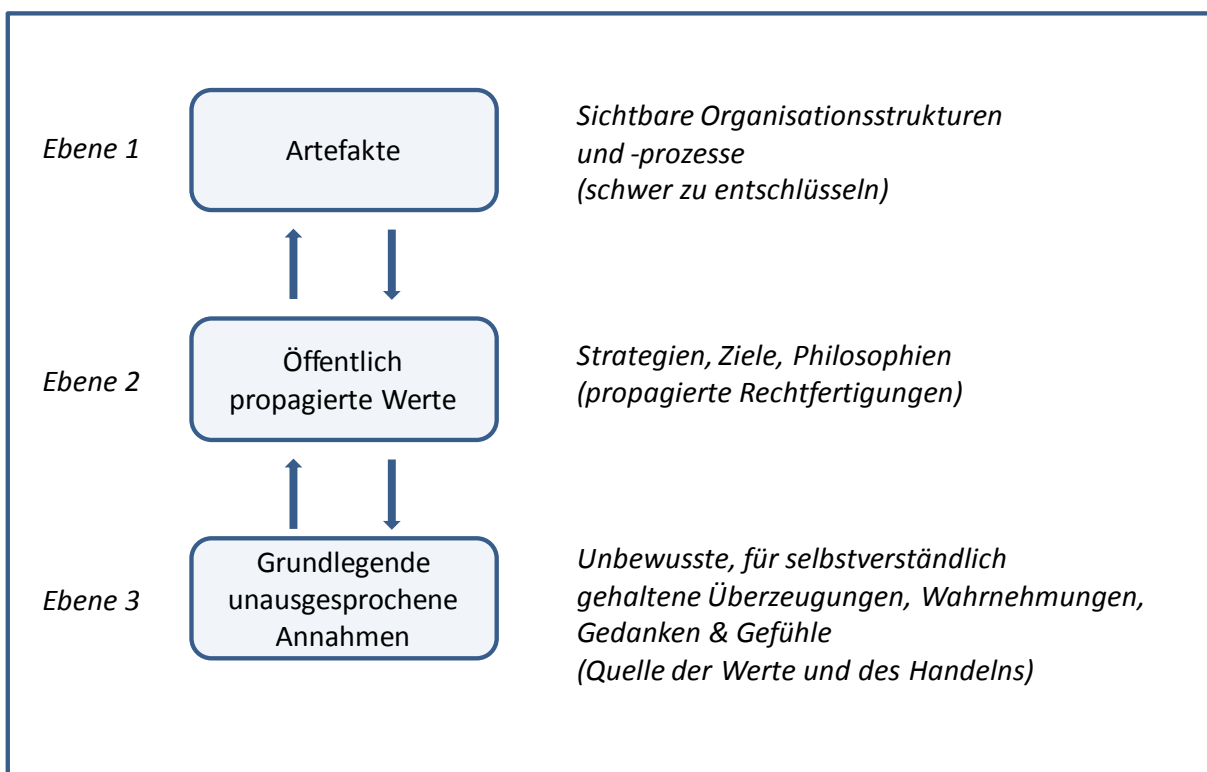 Ebene 1
Artefakte
Sichtbare Organisationsstrukturen
und -prozesse
(schwer zu entschlüsseln)
Ebene 2
Öffentlich
propagierte Werte
Strategien, Ziele, Philosophien
(propagierte Rechtfertigungen)
Ebene 3
Grundlegende
unausgesprochene
Annahmen
Unbewusste, für selbstverständlich
gehaltene Überzeugungen, Wahrnehmungen,
Gedanken & Gefühle
(Quelle der Werte und des Handelns)